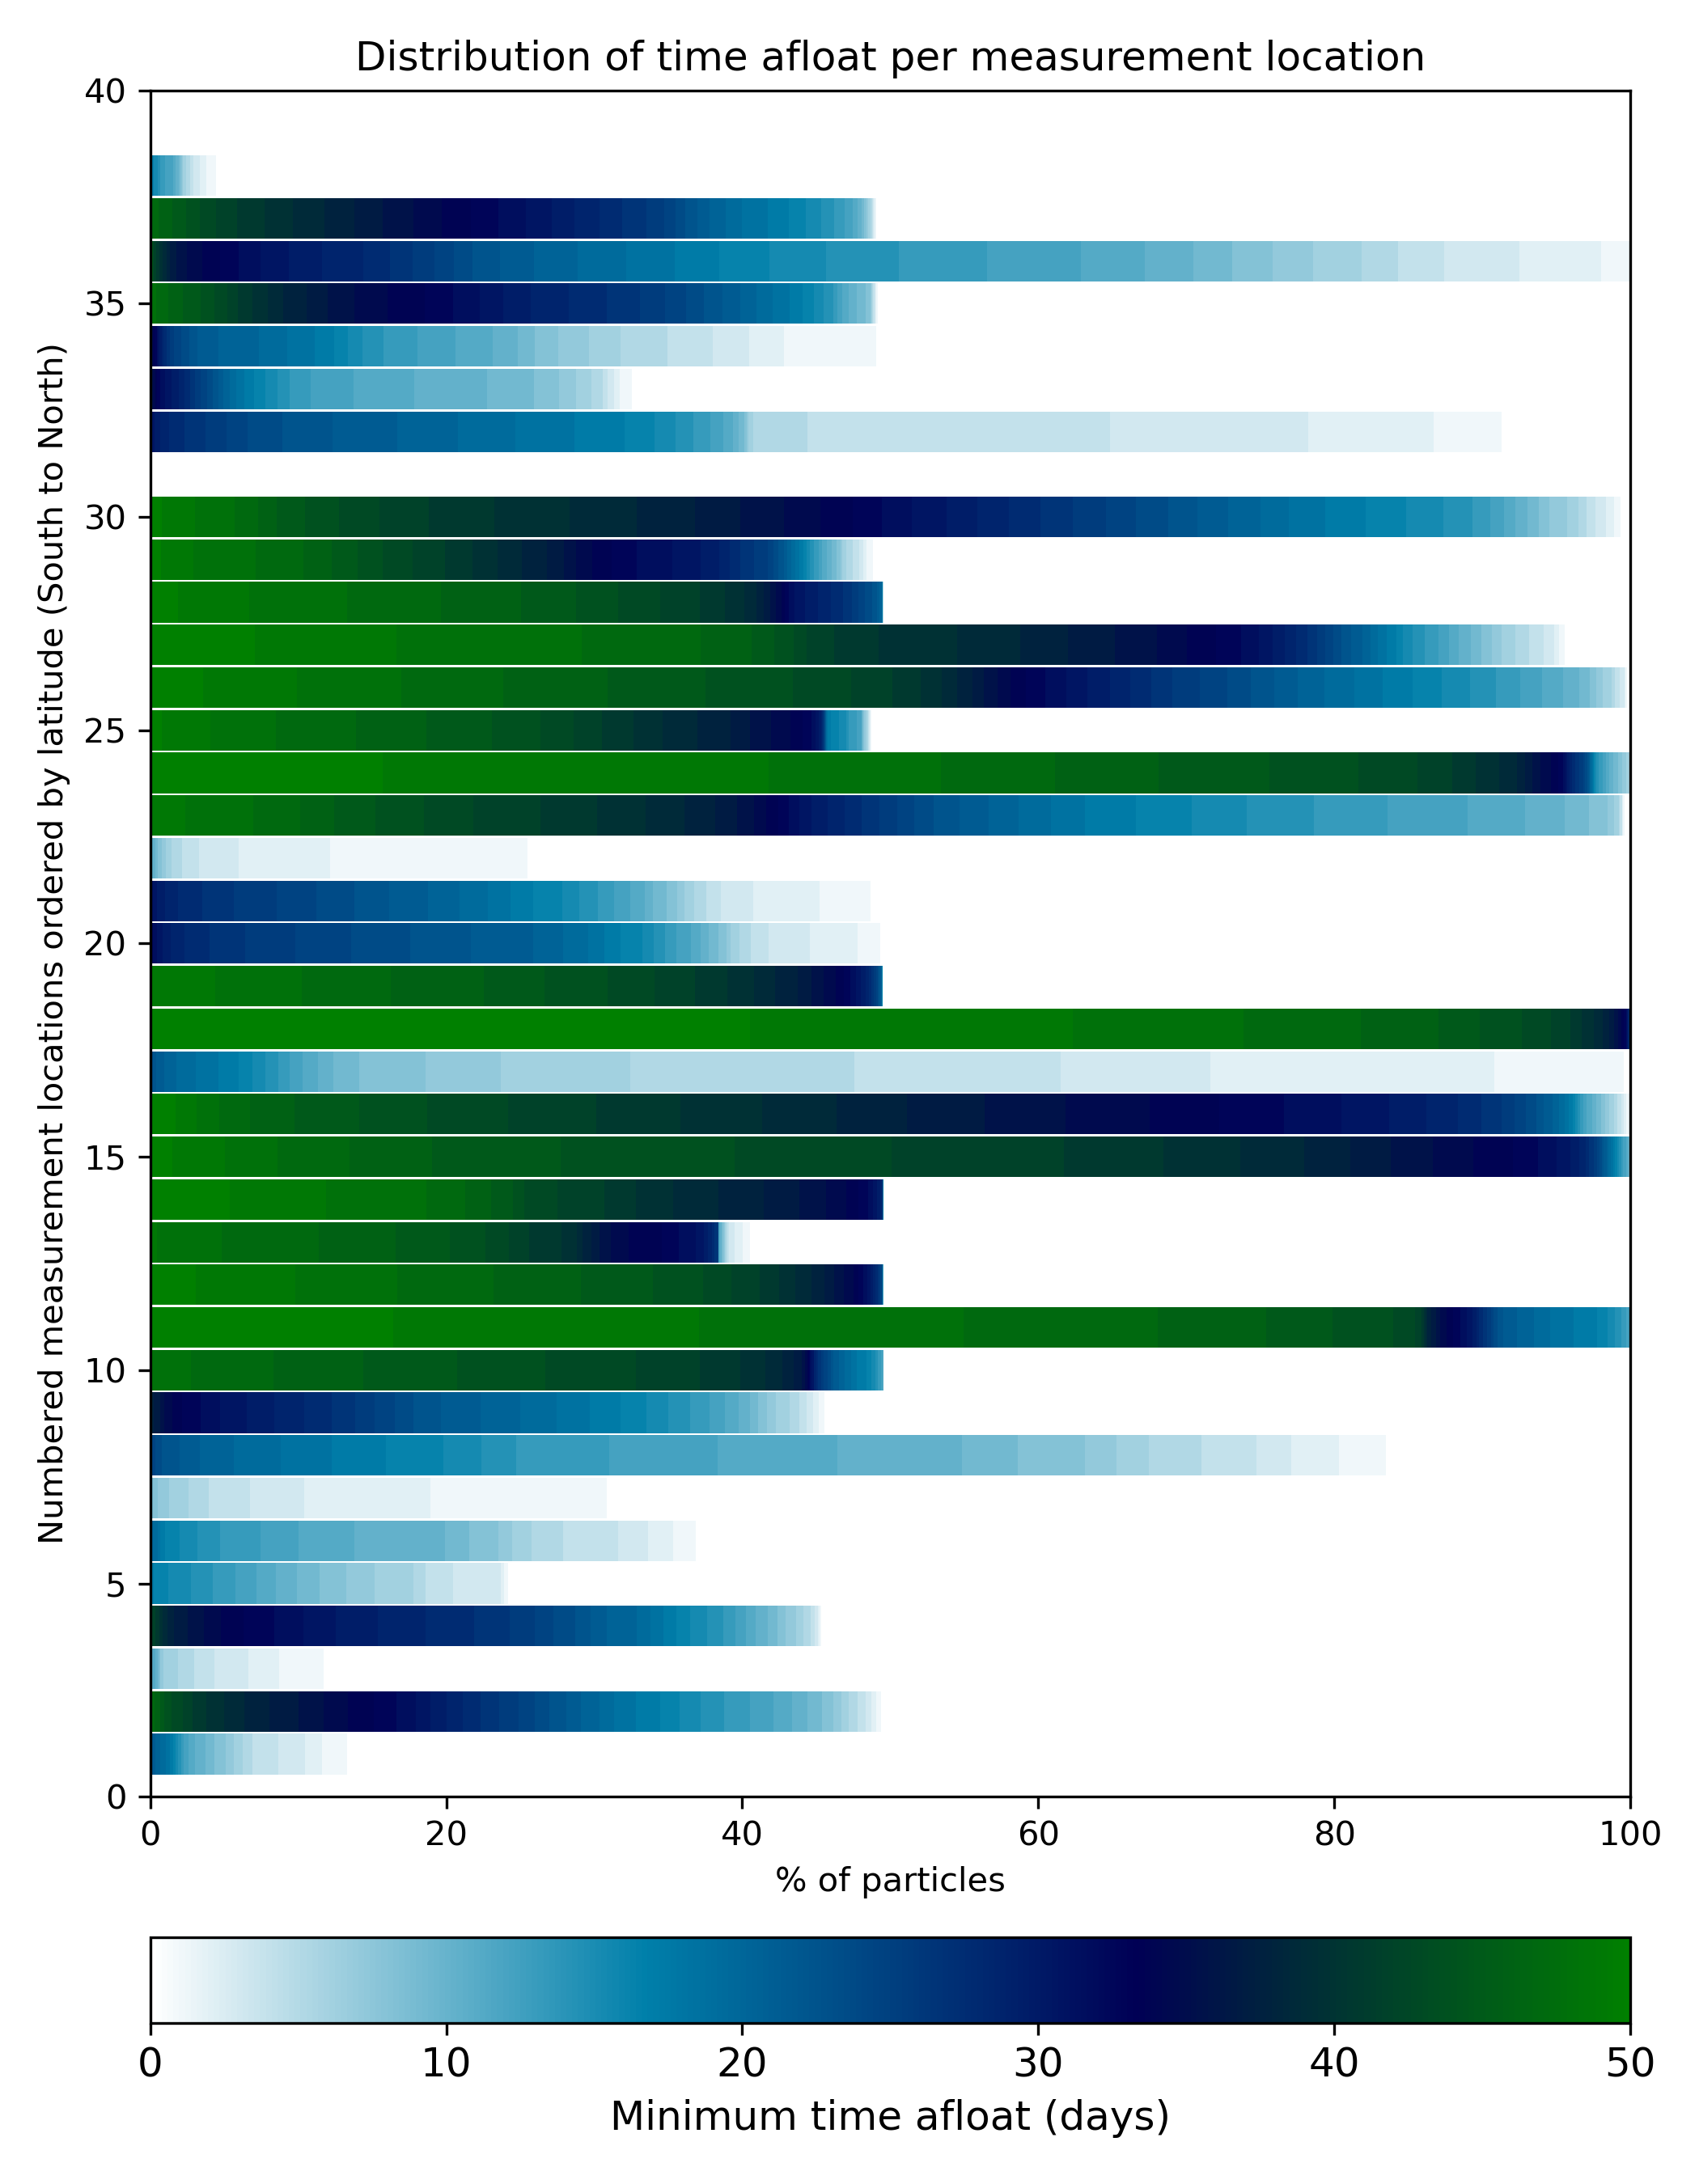 Distribution of time afloat per measurement location
Numbered measurement locations ordered by latitude (South to North)
40
35
30
25
20
15
10
5
0
0 20 40 60 80 100
% of particles
0 10 20 30 40 50
Minimum time afloat (days)